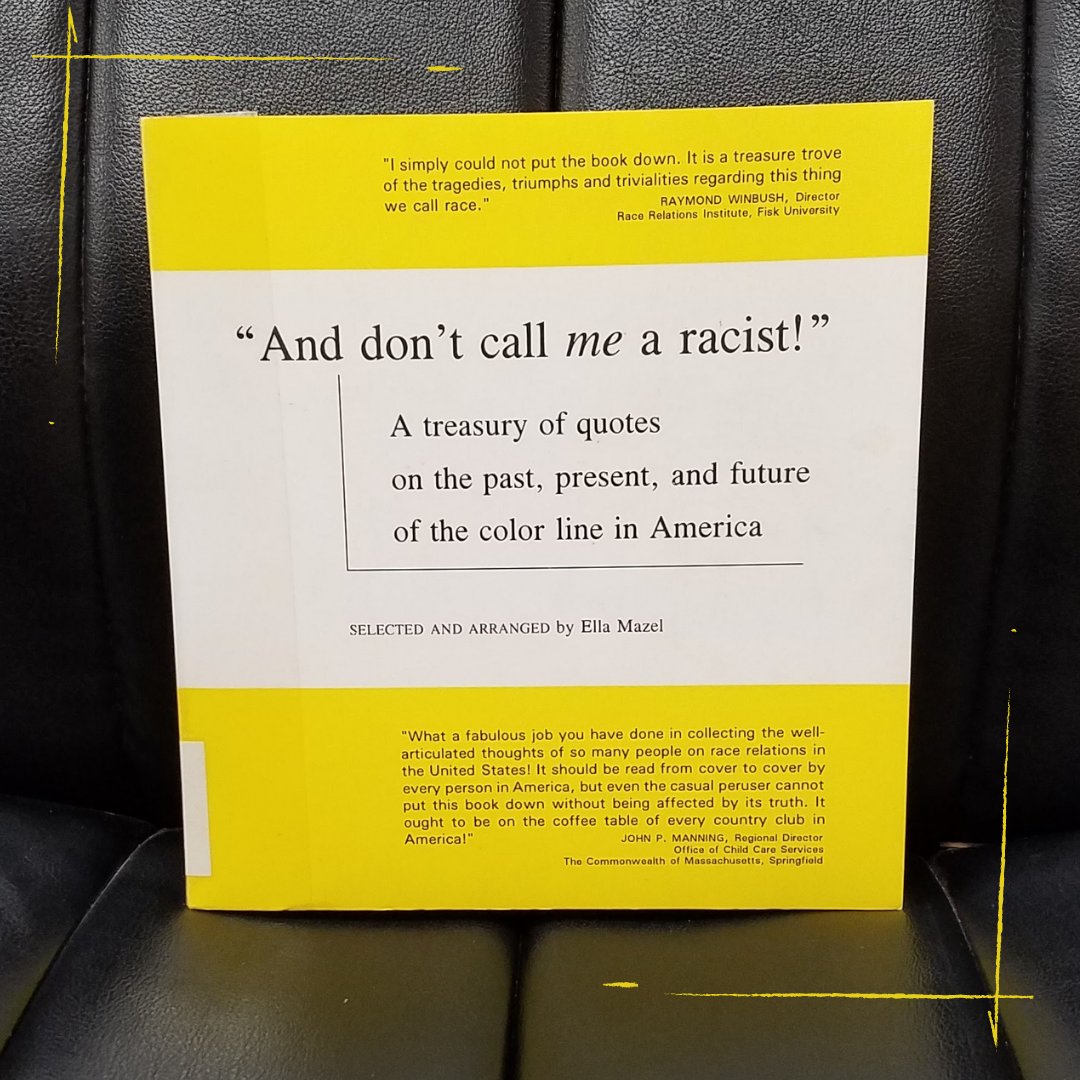 "I simply could not put the book down. It is a treasure trove
of the tragedies, triumphs and trivialities regarding this thing
we call race."
RAYMOND WINBUSH, Director
Race Relations Institute, Fisk University
“And don’t call me a racist!”
A treasury of quotes
on the past, present, and future
of the color line in America
SELECTED AND ARRANGED by Ella Mazel
"What a fabulous job you have done in collecting the well-
articulated thoughts of so many people on race relations in
the United States! It should be read from cover to cover by
every person in America, but even the casual peruser cannot
put this book down without being affected by its truth. It
ought to be on the coffee table of every country club in
America!"
JOHN P. MANNING, Regional Director
Office of Child Care Services
The Commonwealth of Massachusetts, Springfield